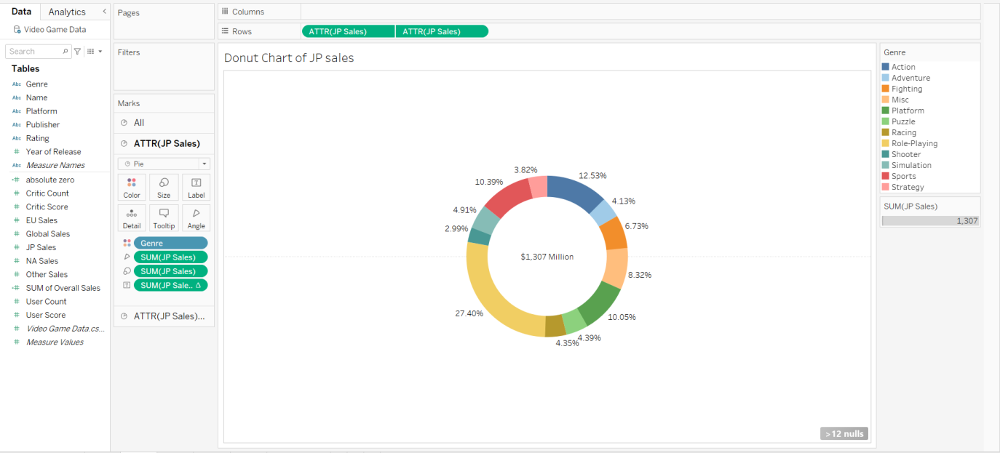 Data
Analytics
Video Game Data
Search
Tables
Abc Genre
Abc Name
Abc Platform
Abc Publisher
Abc Rating
# Year of Release
Abc Measure Names
=# absolute zero
# Critic Count
# Critic Score
# EU Sales
# Global Sales
# JP Sales
# NA Sales
# Other Sales
=# SUM of Overall Sales
# User Count
# User Score
# Video Game Data.cs...
# Measure Values
Pages
Filters
Marks
All
ATTR(JP Sales)
Pie
Color Size Label
Detail Tooltip Angle
Genre
SUM(JP Sales)
SUM(JP Sales)
SUM(JP Sale.. Δ
ATTR(JP Sales)...
Columns
Rows ATTR(JP Sales) ATTR(JP Sales)
Donut Chart of JP sales
3.82%
12.53%
10.39%
4.13%
4.91%
6.73%
2.99%
$1,307 Million
8.32%
27.40%
10.05%
4.39%
4.35%
>12 nulls
Genre
Action
Adventure
Fighting
Misc
Platform
Puzzle
Racing
Role-Playing
Shooter
Simulation
Sports
Strategy
SUM(JP Sales)
1,307